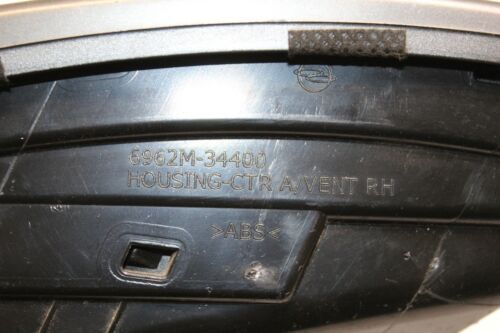 6962M-34400
HOUSING-CTR A/VENT RH
>ABS<